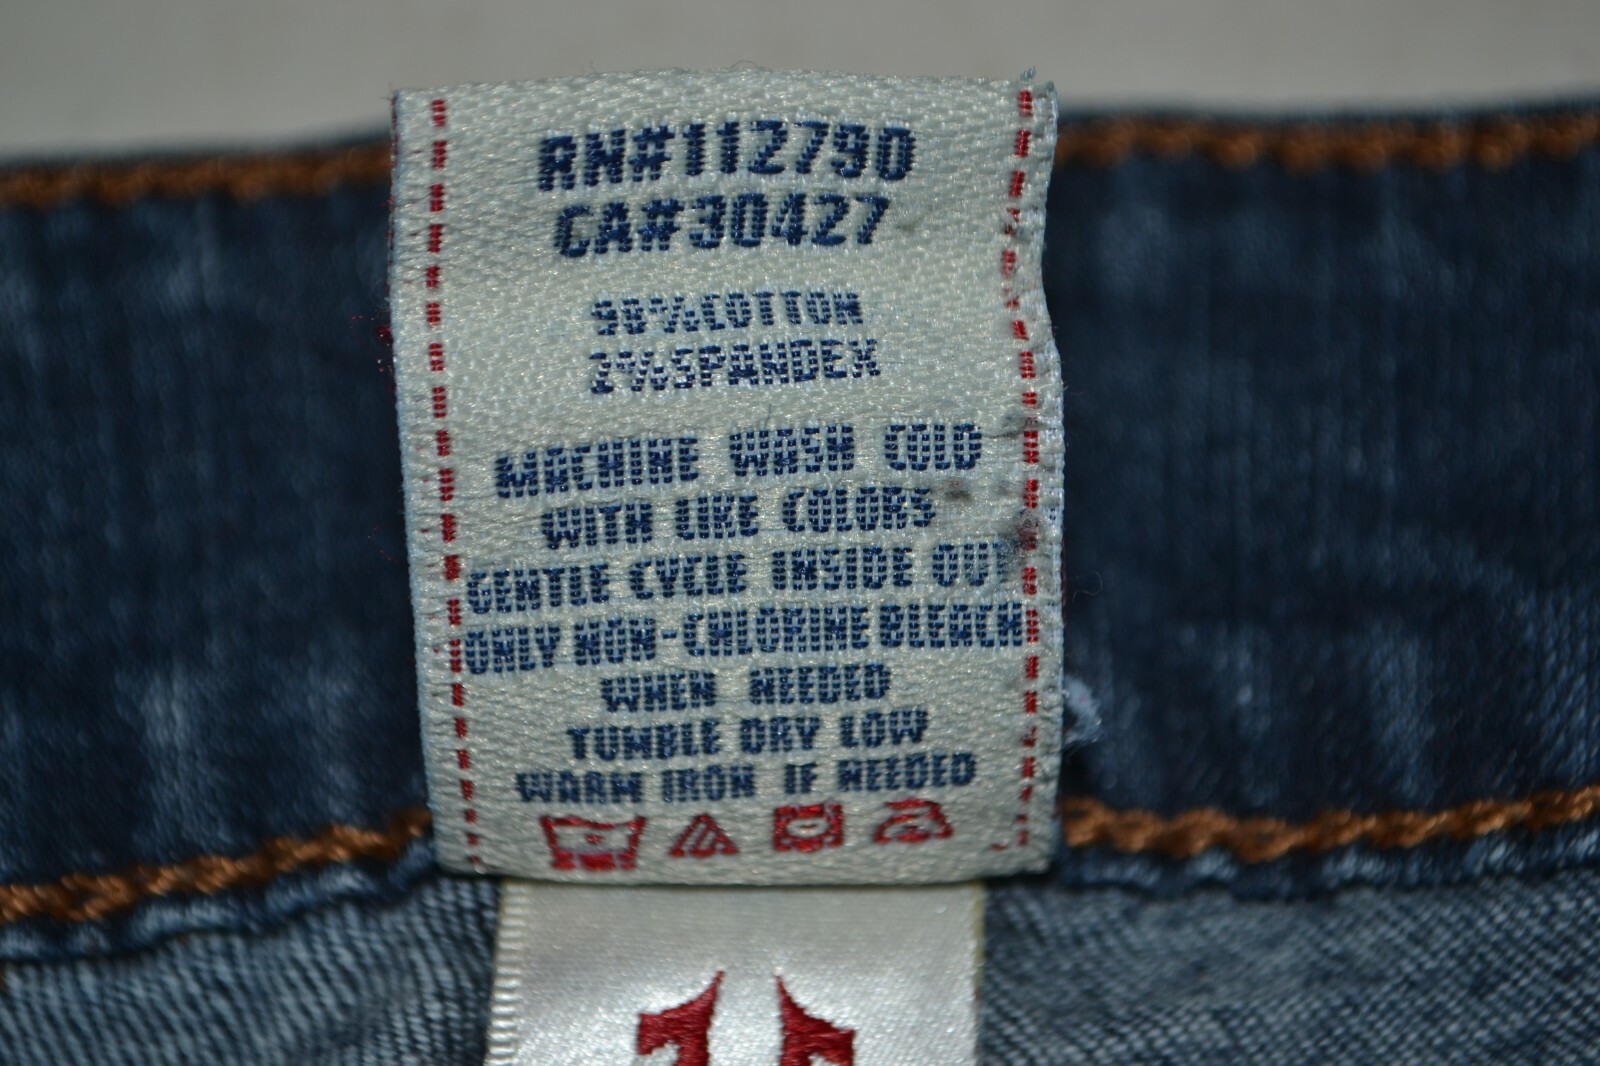 RN#112790
CA#30427
98%COTTON
2%SPANDEX
MACHINE WASH COLD
WITH LIKE COLORS
GENTLE CYCLE INSIDE OUT
ONLY NON-CHLORINE BLEACH
WHEN NEEDED
TUMBLE DRY LOW
WARM IRON IF NEEDED